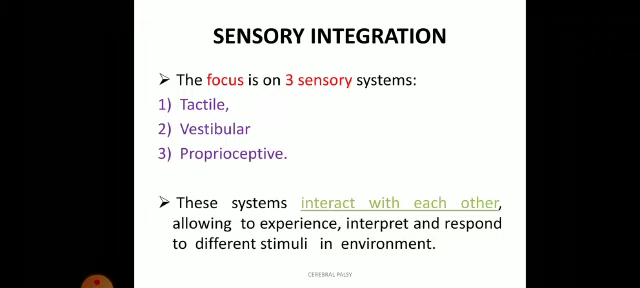 SENSORY INTEGRATION
➢ The focus is on 3 sensory systems:
1) Tactile,
2) Vestibular
3) Proprioceptive.
➢ These systems interact with each other,
allowing to experience, interpret and respond
to different stimuli in environment.
CEREBRAL PALSY